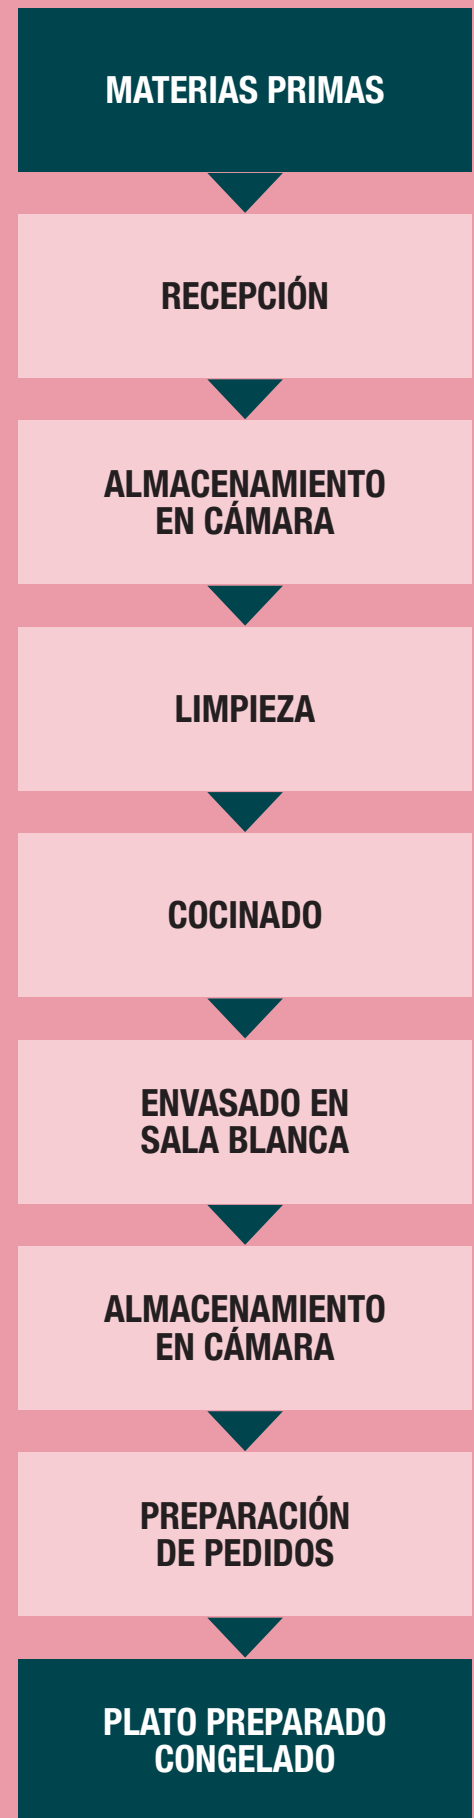 MATERIAS PRIMAS
RECEPCIÓN
ALMACENAMIENTO
EN CÁMARA
LIMPIEZA
COCINADO
ENVASADO EN
SALA BLANCA
ALMACENAMIENTO
EN CÁMARA
PREPARACIÓN
DE PEDIDOS
PLATO PREPARADO
CONGELADO